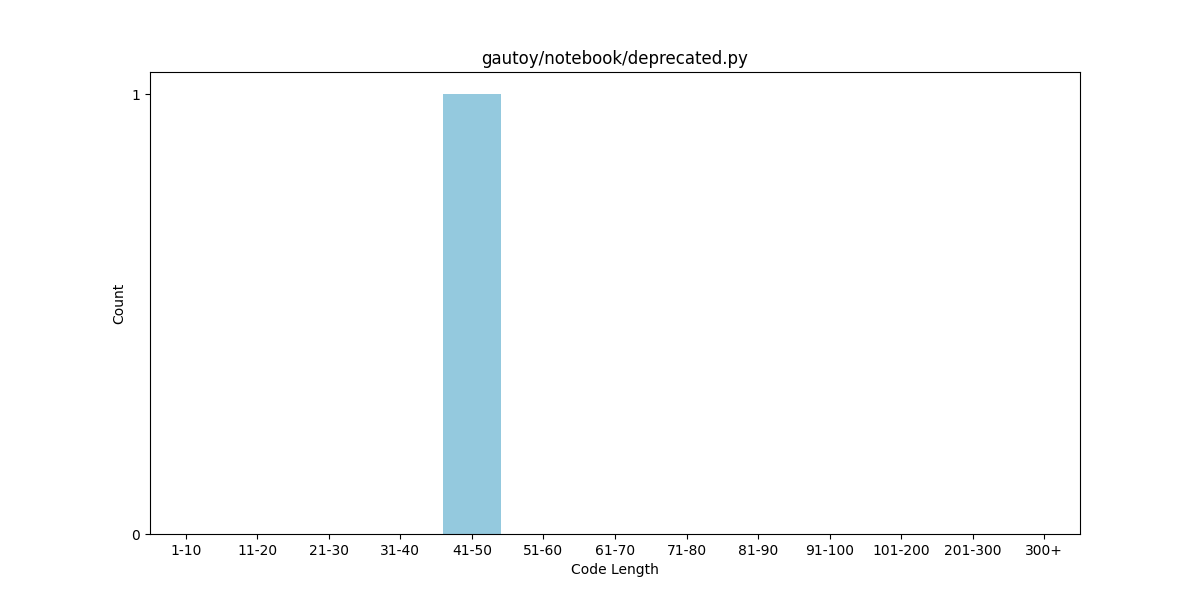 gautoy/notebook/deprecated.py
1
Count
0
1-10 11-20 21-30 31-40 41-50 51-60 61-70 71-80 81-90 91-100 101-200 201-300 300+
Code Length